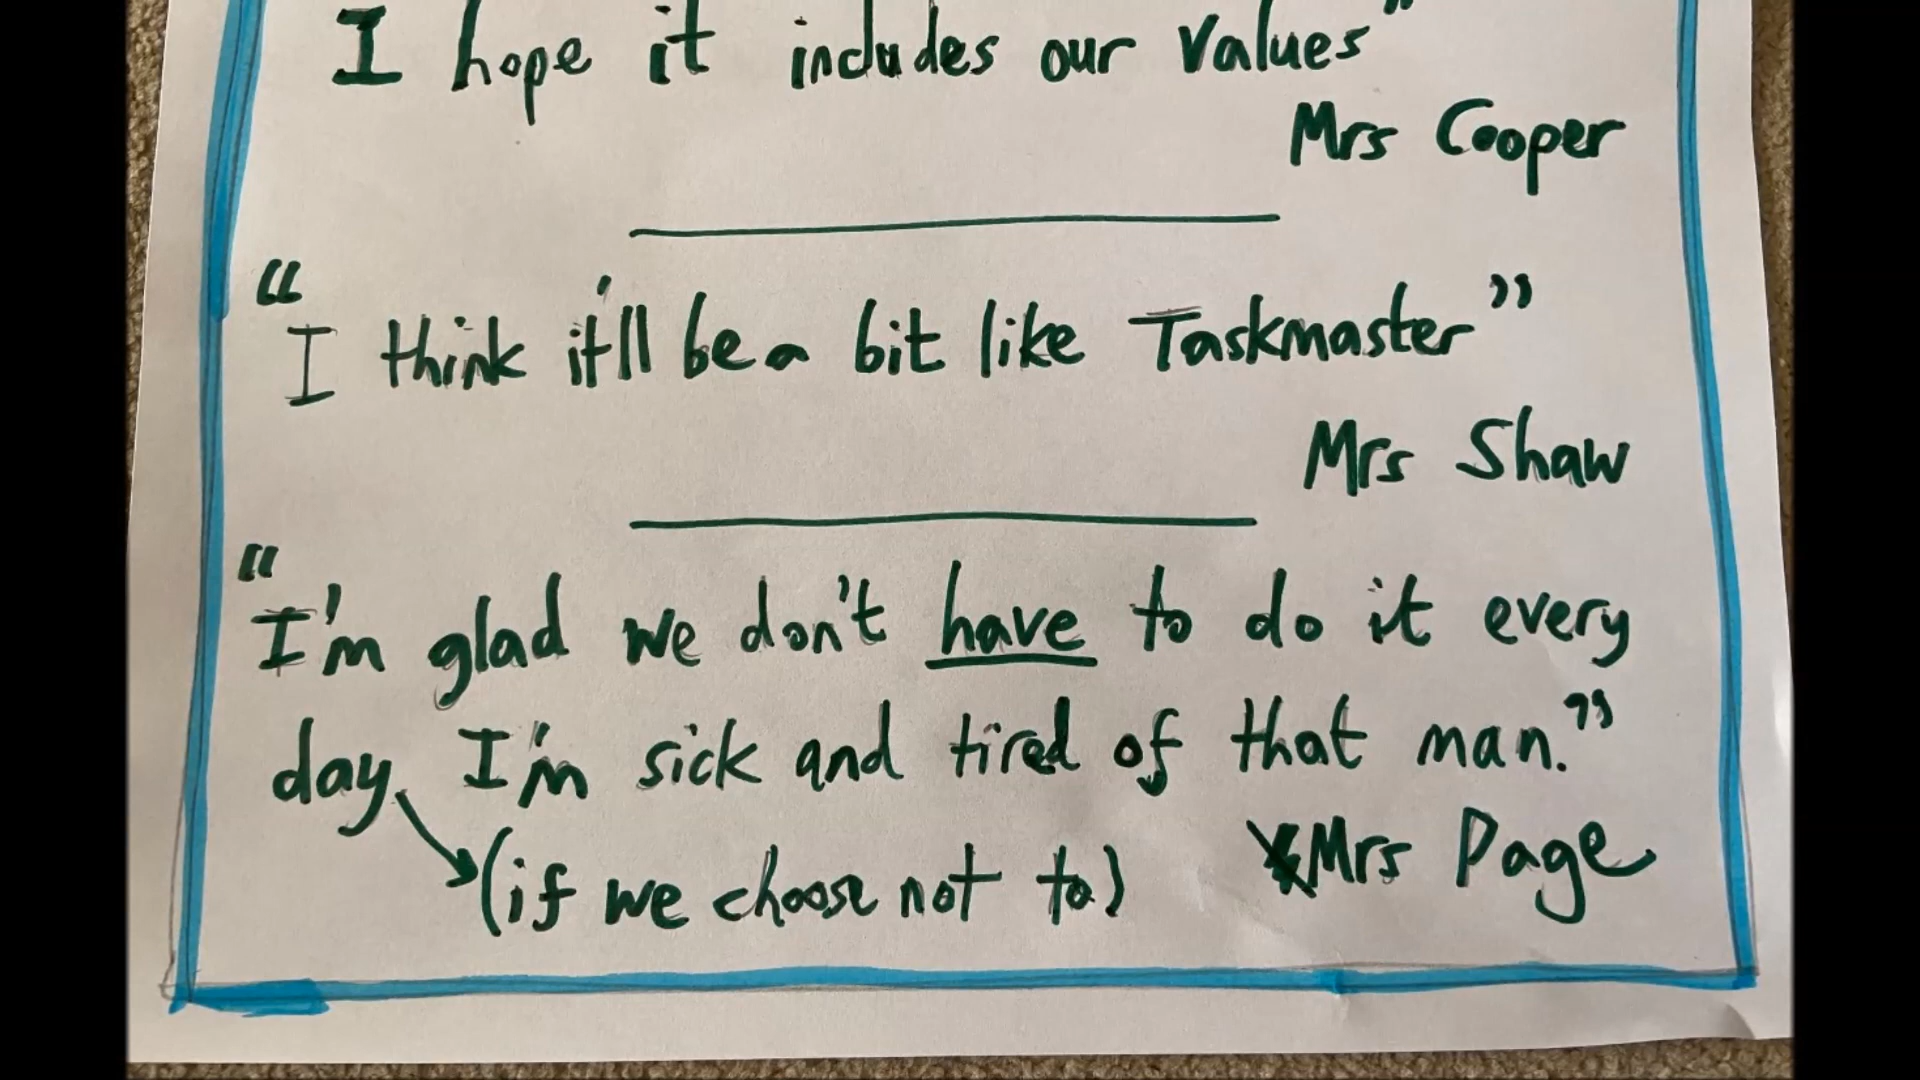 I hope it includes our values"
Mrs Cooper
"I think it'll be a bit like Taskmaster"
Mrs Shaw
"I'm glad we don't have to do it every
day, I'm sick and tired of that man."
(if we choose not to) Mrs Page